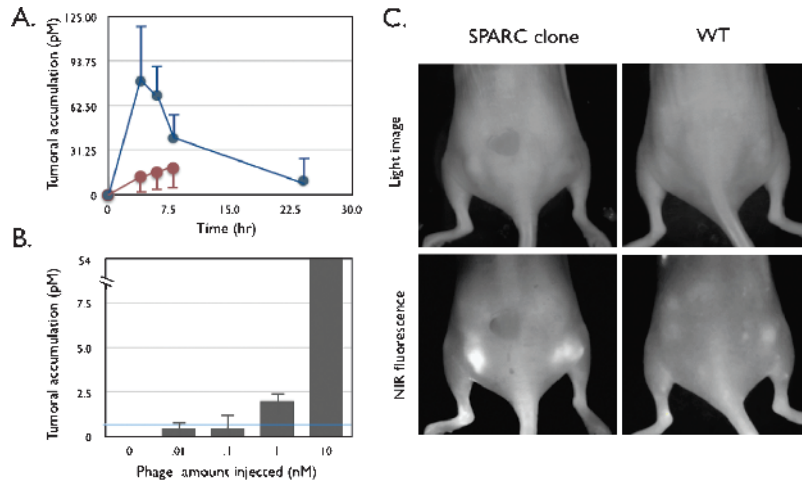 A.
Tumoral accumulation (pM)
125.00
93.75
62.50
31.25
0
0
7.5
15.0
22.5
30.0
Time (hr)
B.
Tumoral accumulation (pM)
54
7.5
2.5
0
0
.01
.1
1
10
Phage amount injected (nM)
C.
SPARC clone
WT
Light image
NIR fluorescence